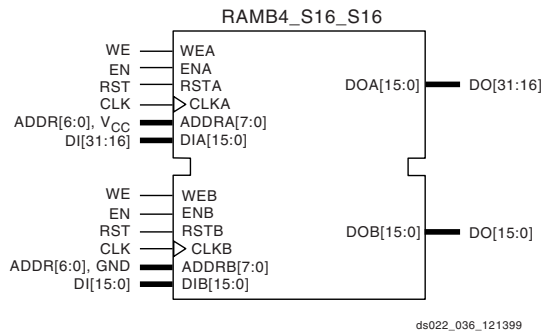 RAMB4_S16_S16
WE WEA
EN ENA
RST RSTA DOA[15:0] DO[31:16]
CLK CLKA
ADDR[6:0], VCC ADDRA[7:0]
DI[31:16] DIA[15:0]
WE WEB
EN ENB
RST RSTB DOB[15:0] DO[15:0]
CLK CLKB
ADDR[6:0], GND ADDRB[7:0]
DI[15:0] DIB[15:0]
ds022_036_121399